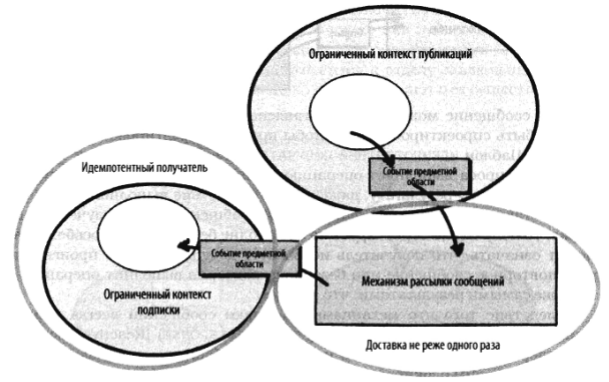 Ограниченный контекст публикаций
Событие предметной
области
Идемпотентный получатель
Событие предметной
области
Ограниченный контекст
подписки
Механизм рассылки сообщений
Доставка не реже одного раза